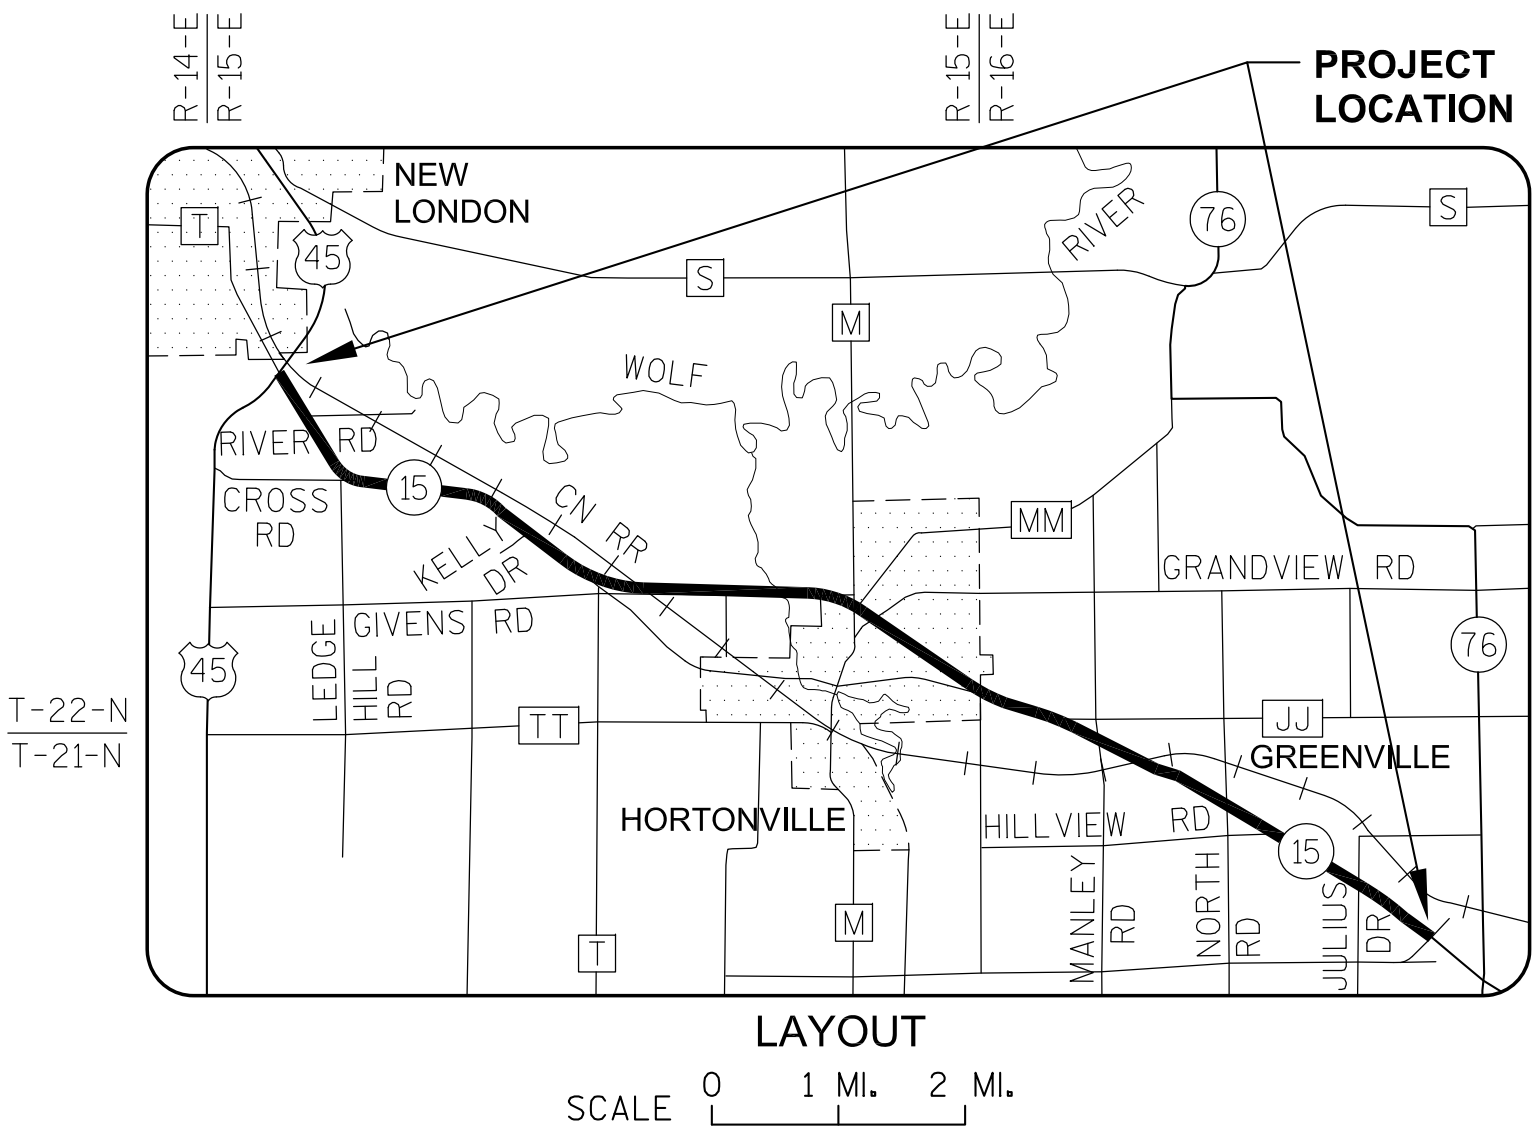 R-14-E
R-15-E
R-15-E
R-16-E
PROJECT
LOCATION
NEW
LONDON
T
45
S
M
RIVER
76
S
WOLF
RIVER RD
15
CROSS
RD
KELLY
DR
CN RR
MM
GRANDVIEW RD
GIVENS RD
LEDGE
HILL
RD
45
76
T-22-N
T-21-N
TT
JJ
GREENVILLE
HORTONVILLE
HILLVIEW RD
15
MANLEY
RD
NORTH
RD
JULIUS
DR
T
M
LAYOUT
SCALE
0 1 MI. 2 MI.